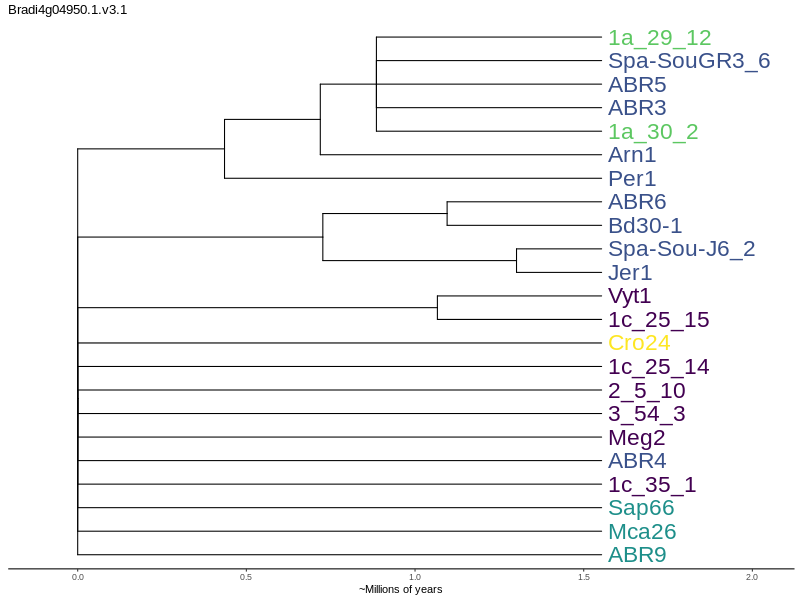 Bradi4g04950.1.v3.1
1a_29_12
Spa-SouGR3_6
ABR5
ABR3
1a_30_2
Arn1
Per1
ABR6
Bd30-1
Spa-Sou-J6_2
Jer1
Vyt1
1c_25_15
Cro24
1c_25_14
2_5_10
3_54_3
Meg2
ABR4
1c_35_1
Sap66
Mca26
ABR9
0.0 0.5 1.0 1.5 2.0
~Millions of years